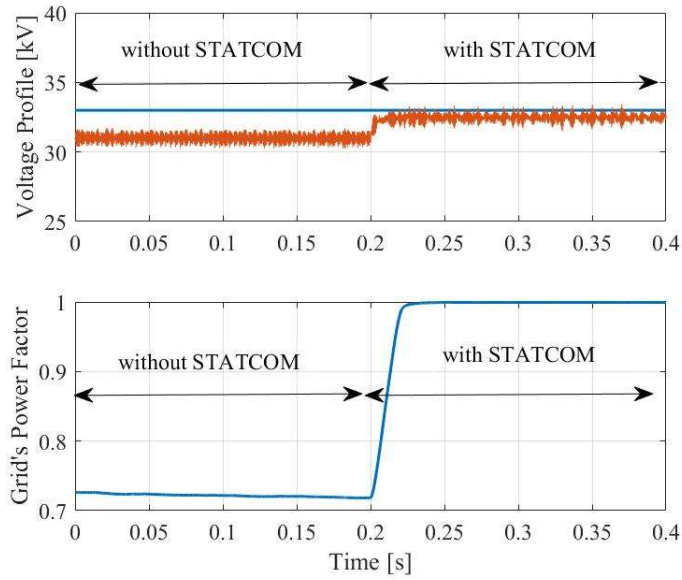 Voltage Profile [kV]
40
35
30
25
without STATCOM
with STATCOM
0 0.05 0.1 0.15 0.2 0.25 0.3 0.35 0.4
Grid's Power Factor
1
0.9
0.8
0.7
without STATCOM
with STATCOM
0 0.05 0.1 0.15 0.2 0.25 0.3 0.35 0.4
Time [s]